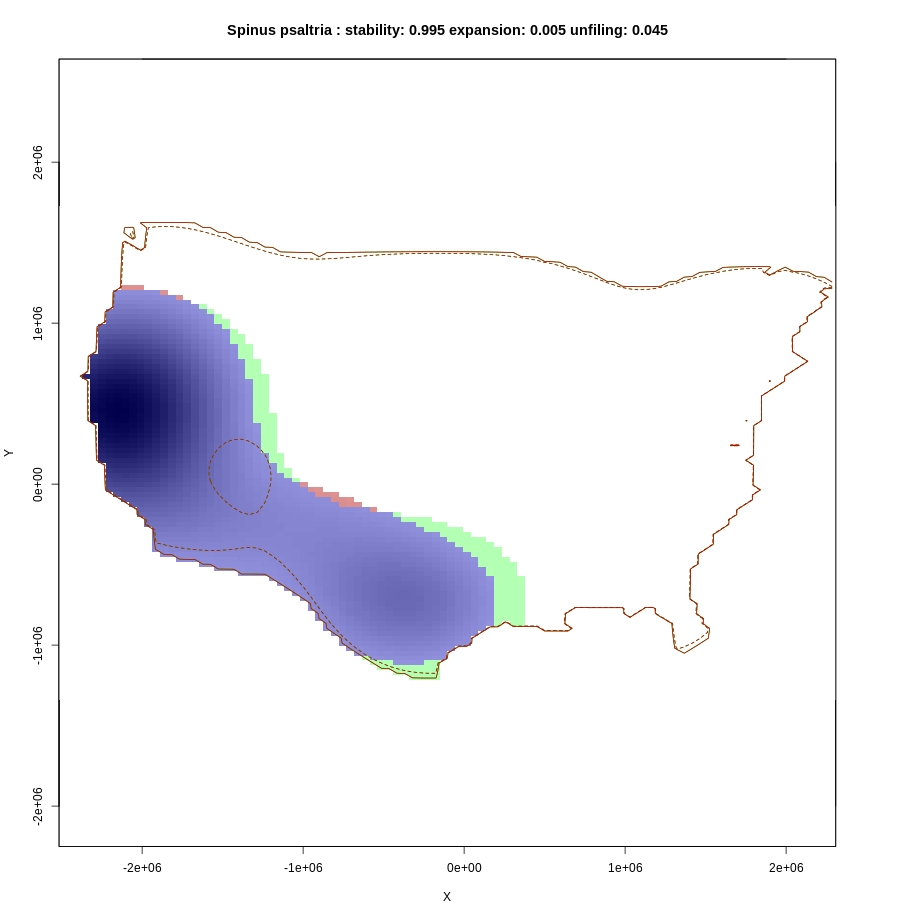 Spinus psaltria : stability: 0.995 expansion: 0.005 unfiling: 0.045
2e+06
1e+06
0e+00
-1e+06
-2e+06
Y
-2e+06 -1e+06 0e+00 1e+06 2e+06
X